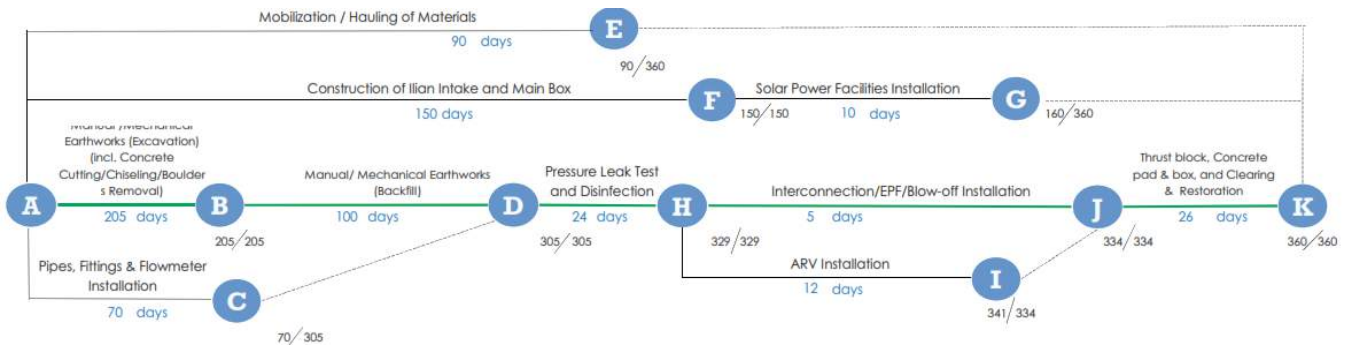 Mobilization / Hauling of Materials
E
90 days
90/360
Construction of Ilian Intake and Main Box
F
Solar Power Facilities Installation
G
150 days
150/150
10 days
160/360
Manual /Mechanical
Earthworks (Excavation)
(incl. Concrete
Cutting/Chiseling/Boulder
s Removal)
A
205 days
B
205/205
Manual/ Mechanical Earthworks
(Backfill)
100 days
D
305/305
Pressure Leak Test
and Disinfection
24 days
H
329/329
Interconnection/EPF/Blow-off Installation
5 days
J
334/334
Thrust block, Concrete
pad & box, and Clearing
& Restoration
26 days
K
360/360
Pipes, Fittings & Flowmeter
Installation
70 days
C
70/305
ARV Installation
12 days
I
341/334